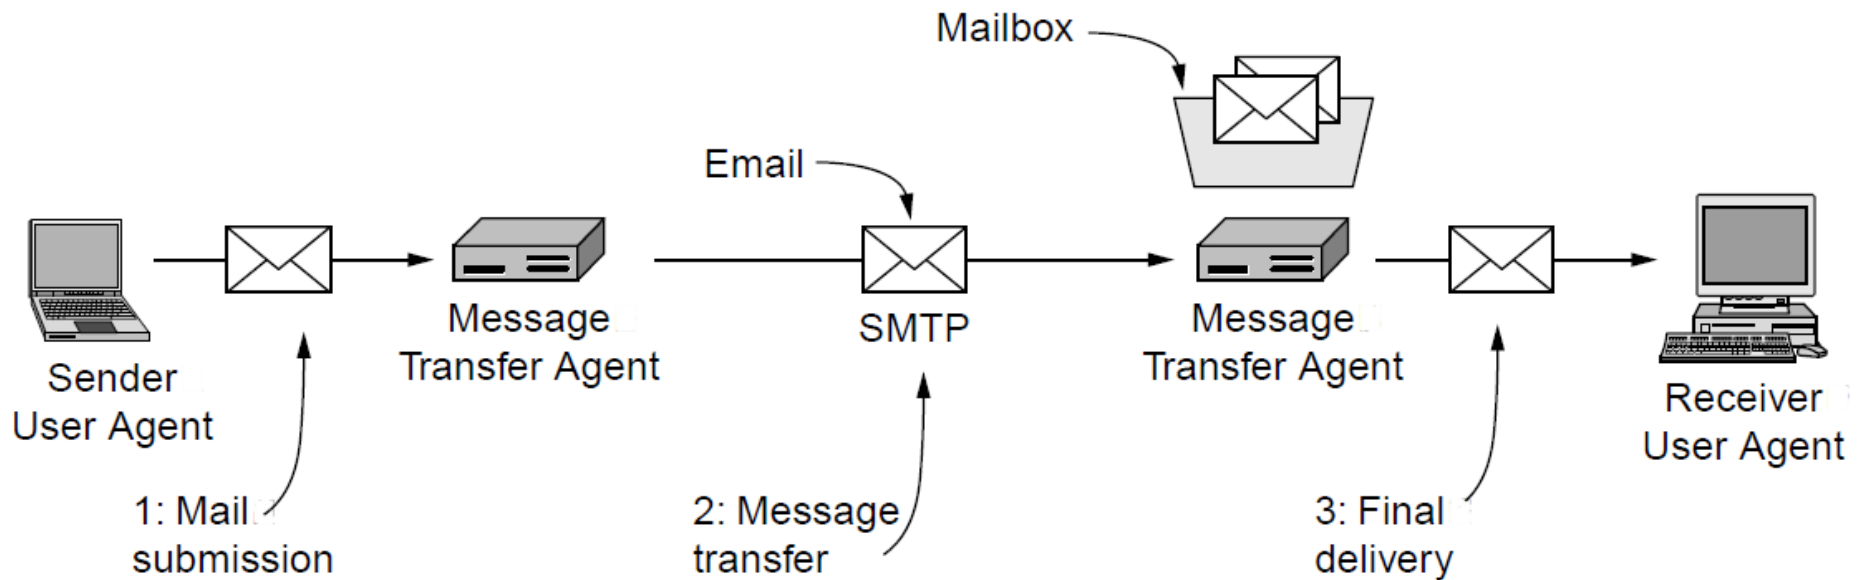 Mailbox
Email
Message
Transfer Agent
SMTP
Message
Transfer Agent
Sender
User Agent
Receiver
User Agent
1: Mail
submission
2: Message
transfer
3: Final
delivery